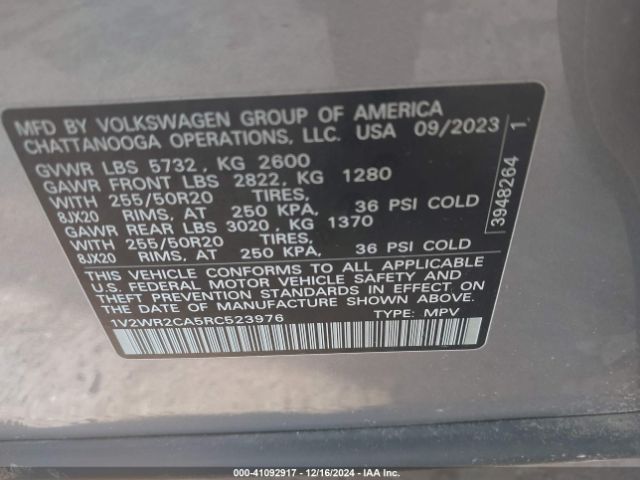 MFD BY VOLKSWAGEN GROUP OF AMERICA
CHATTANOOGA OPERATIONS, LLC. USA 09/2023
GVWR LBS 5732 , KG 2600
GAWR FRONT LBS 2822, KG 1280
WITH 255/50R20 TIRES,
8JX20 RIMS, AT 250 KPA, 36 PSI COLD
GAWR REAR LBS 3020, KG 1370
WITH 255/50R20 TIRES,
8JX20 RIMS, AT 250 KPA, 36 PSI COLD
THIS VEHICLE CONFORMS TO ALL APPLICABLE
U.S. FEDERAL MOTOR VEHICLE SAFETY AND
THEFT PREVENTION STANDARDS IN EFFECT ON
THE DATE OF MANUFACTURE SHOWN ABOVE.
1V2WR2CA5RC523976 TYPE: MPV
3948264 1
000-41092917 - 12/16/2024 - IAA Inc.